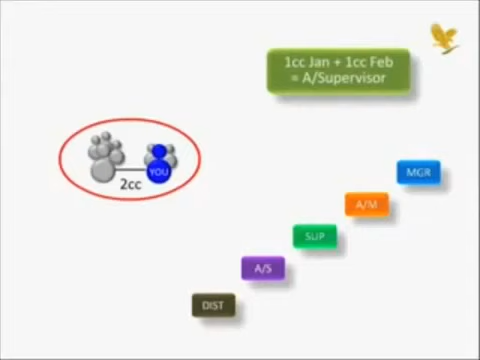 1cc Jan + 1cc Feb
= A/Supervisor
YOU
2cc
MGR
A/M
SUP
A/S
DIST